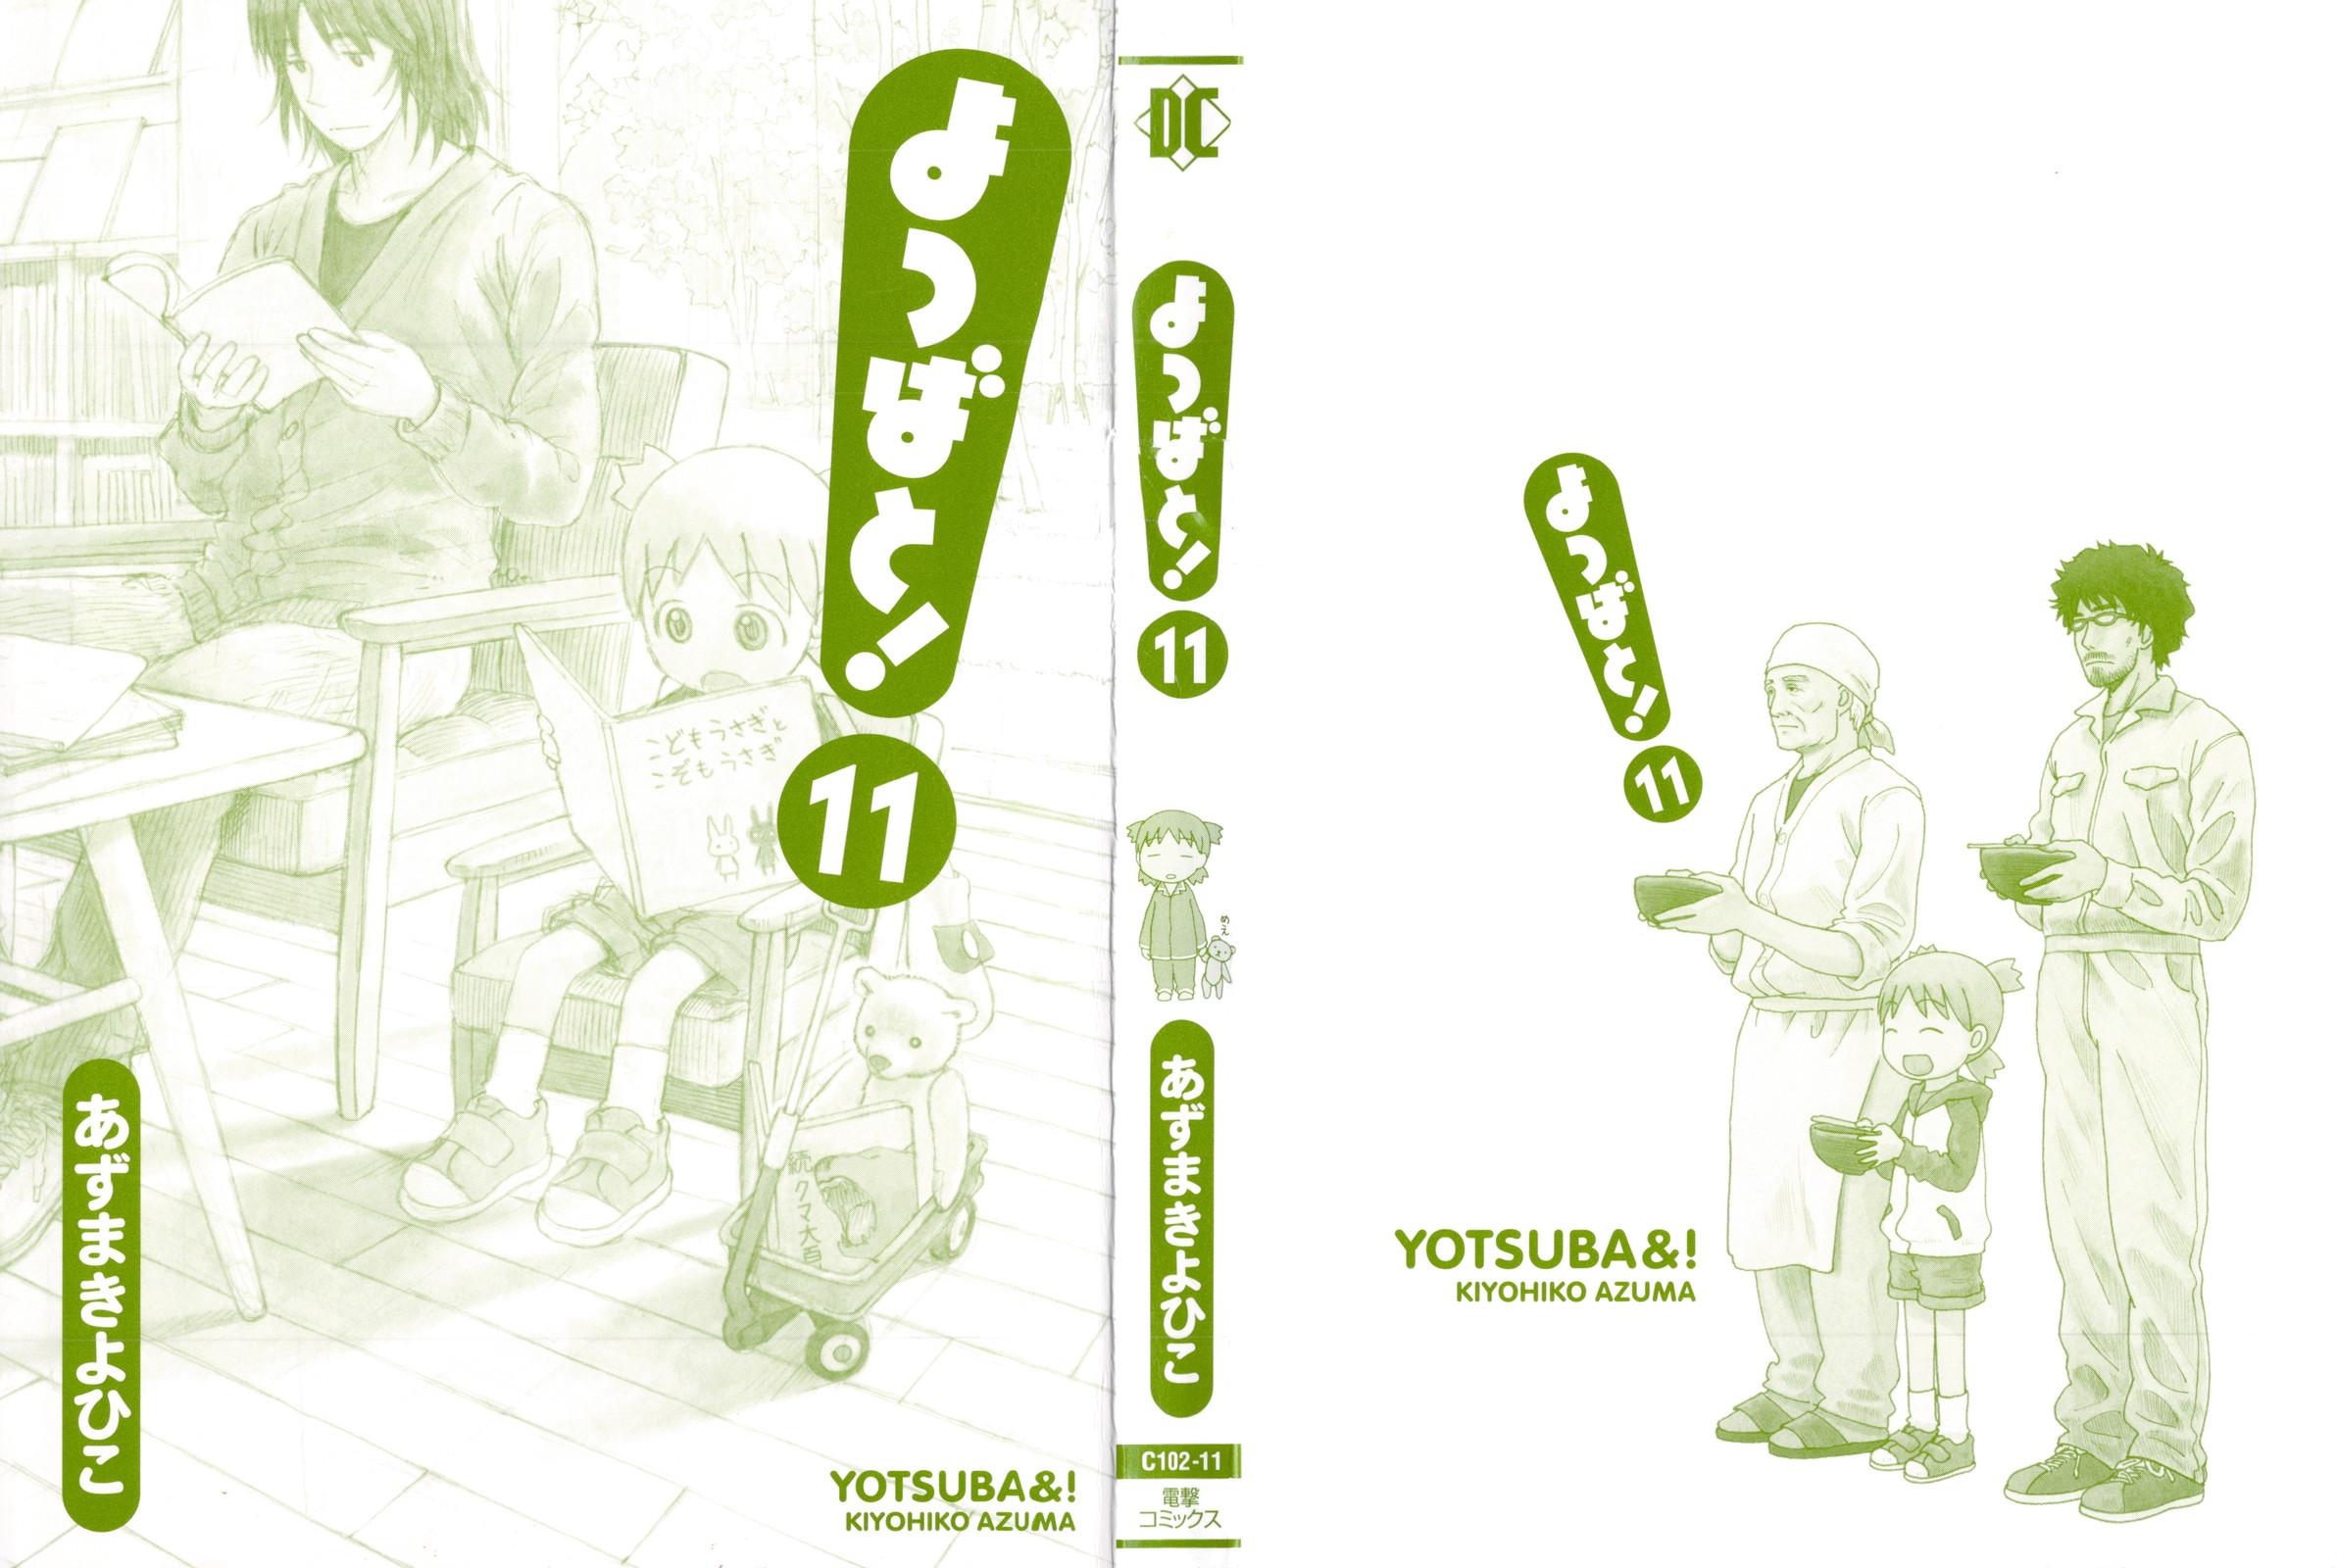 よつばと!
11
こどもうさぎと
こそもうさぎ
続クマ大百
あずまきよひこ
YOTSUBA&!
KIYOHIKO AZUMA
DC
よつばと!
11
めえ
あずまきよひこ
C102-11
電撃
コミックス
よつばと!
11
YOTSUBA&!
KIYOHIKO AZUMA